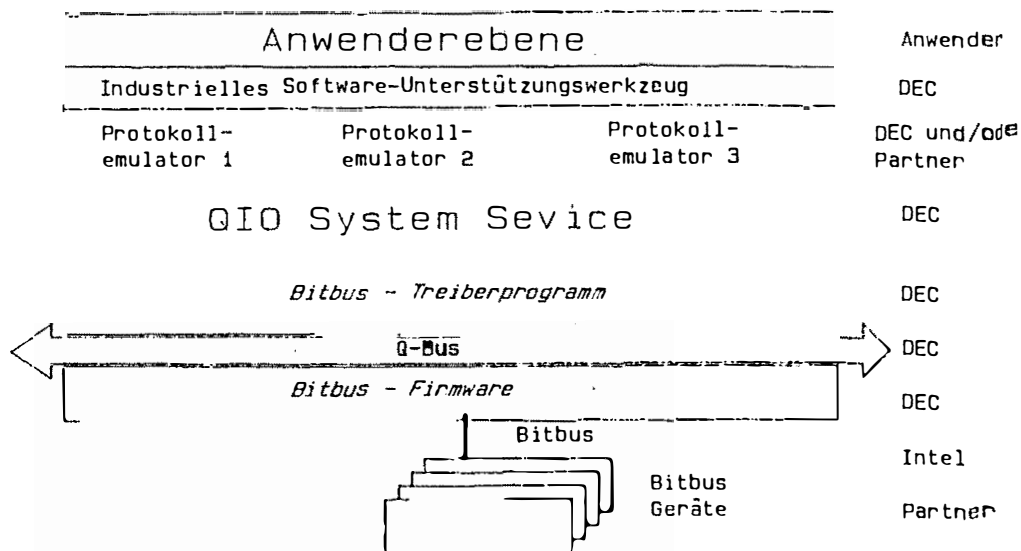 Anwenderebene Anwender
Industrielles Software-Unterstützungswerkzeug DEC
Protokoll- Protokoll- Protokoll- DEC und/ode
emulator 1 emulator 2 emulator 3 Partner
QIO System Sevice DEC
Bitbus - Treiberprogramm DEC
Q-Bus DEC
Bitbus - Firmware DEC
Bitbus
Intel
Bitbus
Geräte Partner